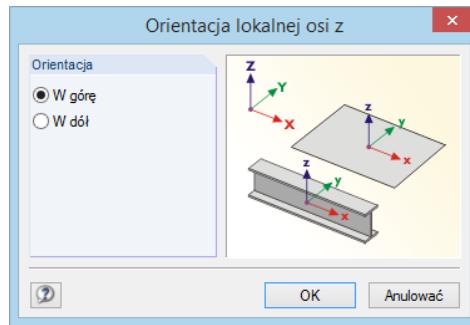 Orientacja lokalnej osi z
Orientacja
W górę
W dół
Z
Y
X
z
y
x
z
y
x
OK
Anulować